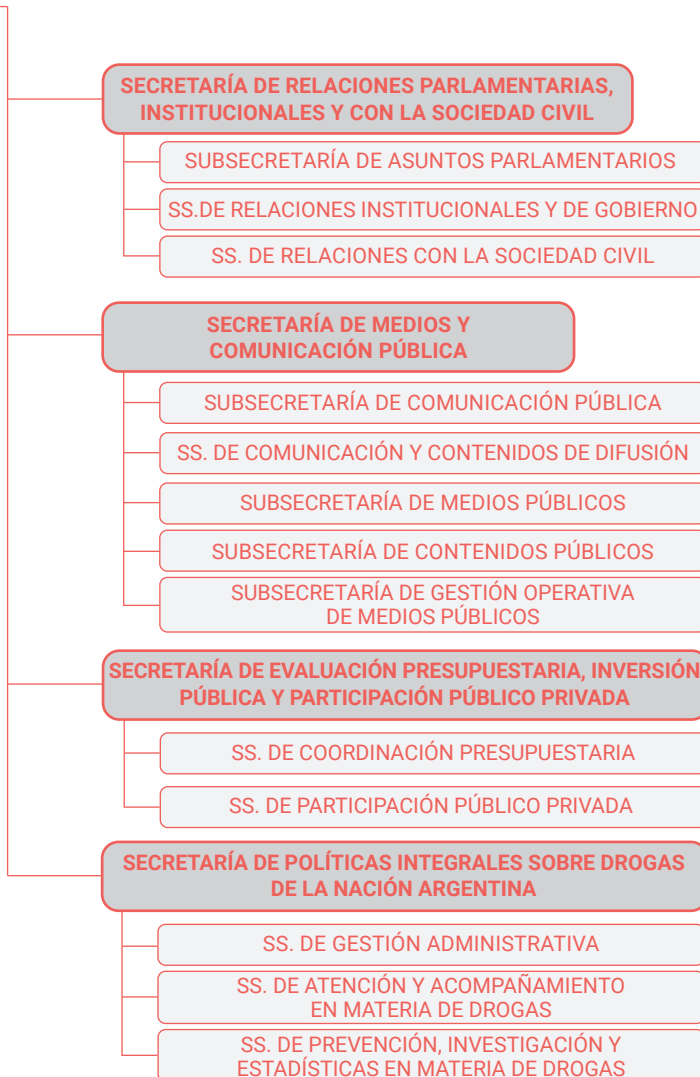 SECRETARÍA DE RELACIONES PARLAMENTARIAS,
INSTITUCIONALES Y CON LA SOCIEDAD CIVIL
SUBSECRETARÍA DE ASUNTOS PARLAMENTARIOS
SS.DE RELACIONES INSTITUCIONALES Y DE GOBIERNO
SS. DE RELACIONES CON LA SOCIEDAD CIVIL
SECRETARÍA DE MEDIOS Y
COMUNICACIÓN PÚBLICA
SUBSECRETARÍA DE COMUNICACIÓN PÚBLICA
SS. DE COMUNICACIÓN Y CONTENIDOS DE DIFUSIÓN
SUBSECRETARÍA DE MEDIOS PÚBLICOS
SUBSECRETARÍA DE CONTENIDOS PÚBLICOS
SUBSECRETARÍA DE GESTIÓN OPERATIVA
DE MEDIOS PÚBLICOS
SECRETARÍA DE EVALUACIÓN PRESUPUESTARIA, INVERSIÓN
PÚBLICA Y PARTICIPACIÓN PÚBLICO PRIVADA
SS. DE COORDINACIÓN PRESUPUESTARIA
SS. DE PARTICIPACIÓN PÚBLICO PRIVADA
SECRETARÍA DE POLÍTICAS INTEGRALES SOBRE DROGAS
DE LA NACIÓN ARGENTINA
SS. DE GESTIÓN ADMINISTRATIVA
SS. DE ATENCIÓN Y ACOMPAÑAMIENTO
EN MATERIA DE DROGAS
SS. DE PREVENCIÓN, INVESTIGACIÓN Y
ESTADÍSTICAS EN MATERIA DE DROGAS